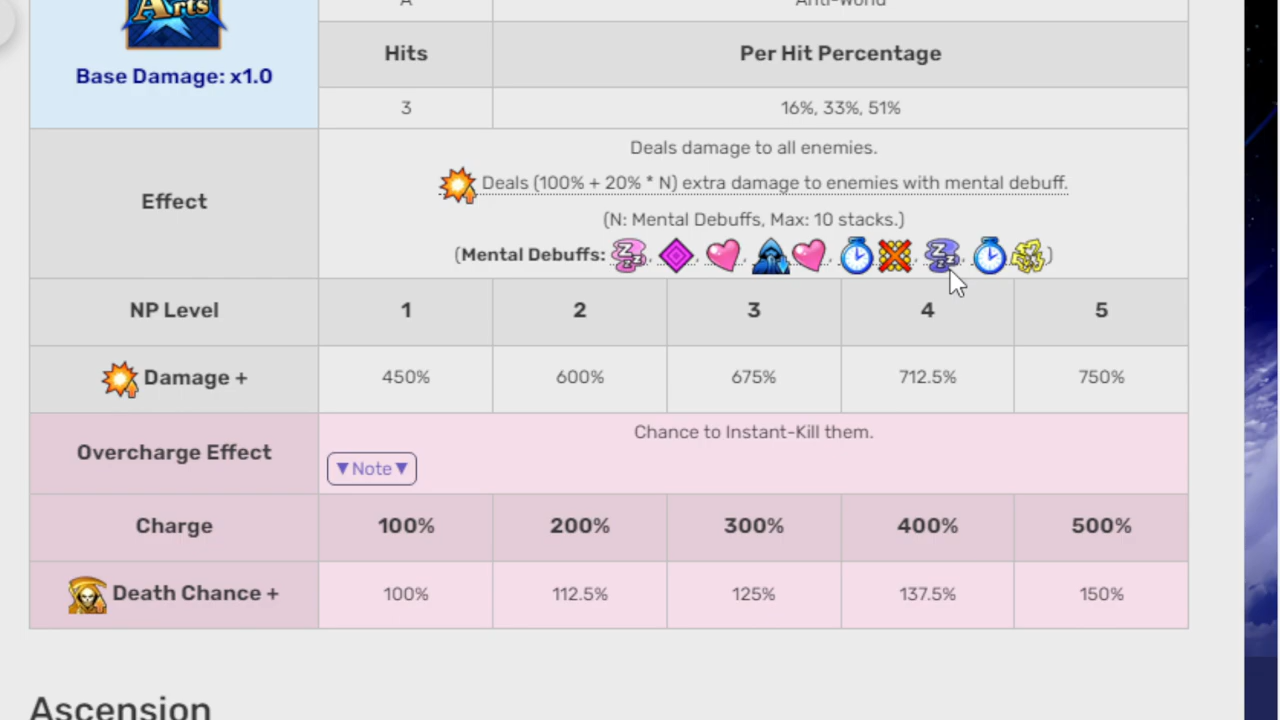 A Anti-World
Arts
Base Damage: x1.0
Hits Per Hit Percentage
3 16%, 33%, 51%
Effect
Deals damage to all enemies.
Deals (100% + 20% * N) extra damage to enemies with mental debuff.
(N: Mental Debuffs, Max: 10 stacks.)
(Mental Debuffs: , , , , , , , )
NP Level 1 2 3 4 5
Damage + 450% 600% 675% 712.5% 750%
Overcharge Effect
Chance to Instant-Kill them.
▼Note▼
Charge 100% 200% 300% 400% 500%
Death Chance + 100% 112.5% 125% 137.5% 150%
Ascension